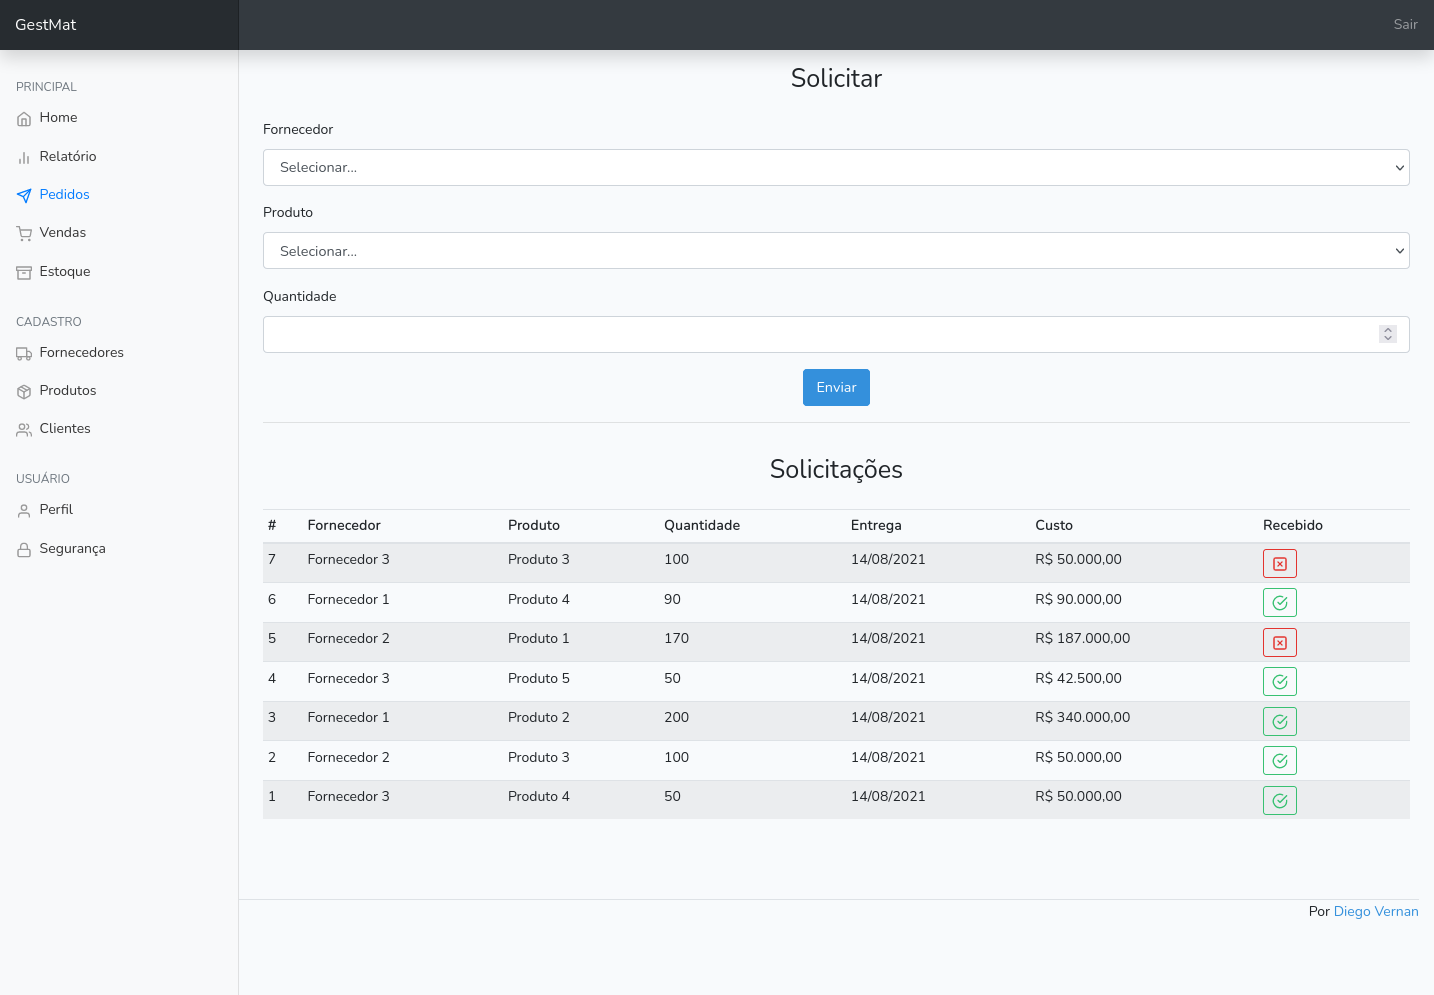 GestMat
Sair
PRINCIPAL
Home
Relatório
Pedidos
Vendas
Estoque
CADASTRO
Fornecedores
Produtos
Clientes
USUÁRIO
Perfil
Segurança
Solicitar
Fornecedor
Selecionar...
Produto
Selecionar...
Quantidade
Enviar
Solicitações
# Fornecedor Produto Quantidade Entrega Custo Recebido
7 Fornecedor 3 Produto 3 100 14/08/2021 R$ 50.000,00
6 Fornecedor 1 Produto 4 90 14/08/2021 R$ 90.000,00
5 Fornecedor 2 Produto 1 170 14/08/2021 R$ 187.000,00
4 Fornecedor 3 Produto 5 50 14/08/2021 R$ 42.500,00
3 Fornecedor 1 Produto 2 200 14/08/2021 R$ 340.000,00
2 Fornecedor 2 Produto 3 100 14/08/2021 R$ 50.000,00
1 Fornecedor 3 Produto 4 50 14/08/2021 R$ 50.000,00
Por Diego Vernan